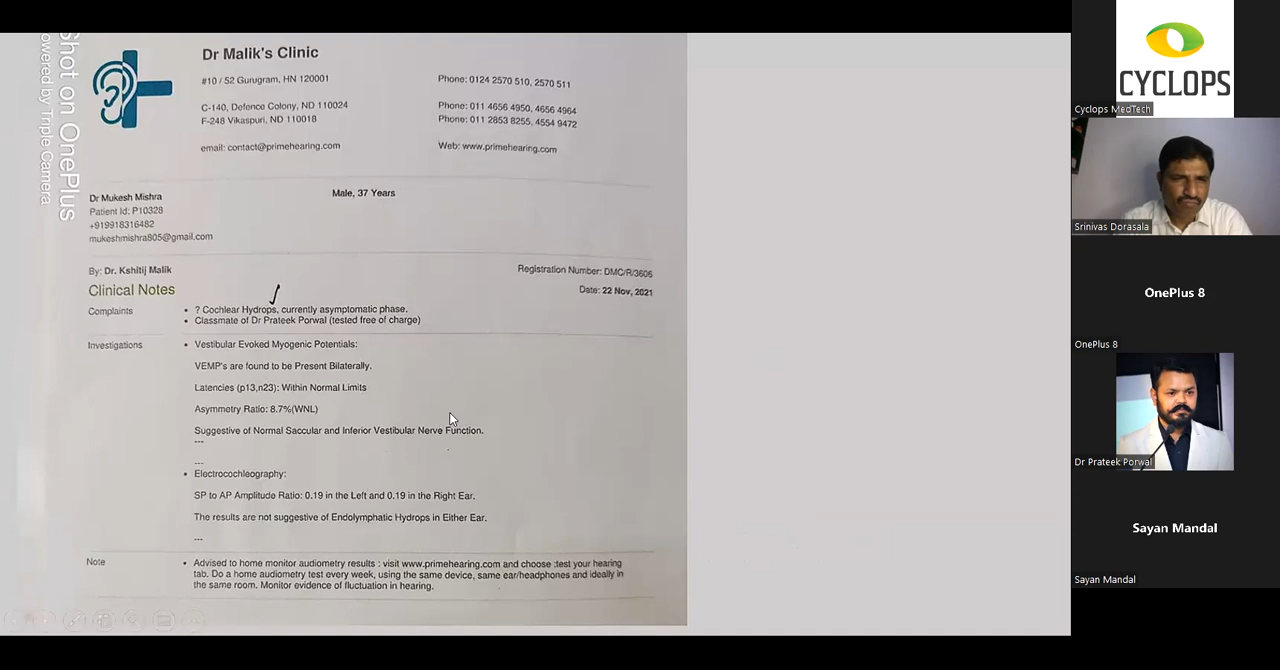 Shot on OnePlus
Powered by Triple Camera
Dr Malik's Clinic
#10 / 52 Gurugram, HN 120001
Phone: 0124 2570 510, 2570 511
C-140, Defence Colony, ND 110024
Phone: 011 4656 4950, 4656 4964
F-248 Vikaspuri, ND 110018
Phone: 011 2853 8255, 4554 9472
email: contact@primehearing.com
Web: www.primehearing.com
Dr Mukesh Mishra
Male, 37 Years
Patient Id: P10328
+919918316482
mukeshmishra805@gmail.com
By: Dr. Kshitij Malik
Registration Number: DMC/R/3606
Clinical Notes
Date: 22 Nov, 2021
Complaints
• ? Cochlear Hydrops, currently asymptomatic phase.
• Classmate of Dr Prateek Porwal (tested free of charge)
Investigations
• Vestibular Evoked Myogenic Potentials:
VEMP's are found to be Present Bilaterally.
Latencies (p13,n23): Within Normal Limits
Asymmetry Ratio: 8.7%(WNL)
Suggestive of Normal Saccular and Inferior Vestibular Nerve Function.
---
---
• Electrocochleography:
SP to AP Amplitude Ratio: 0.19 in the Left and 0.19 in the Right Ear.
The results are not suggestive of Endolymphatic Hydrops in Either Ear.
---
Note
• Advised to home monitor audiometry results : visit www.primehearing.com and choose :test your hearing
tab. Do a home audiometry test every week, using the same device, same ear/headphones and ideally in
the same room. Monitor evidence of fluctuation in hearing.
CYCLOPS
Cyclops MedTech
Srinivas Dorasala
OnePlus 8
OnePlus 8
Dr Prateek Porwal
Sayan Mandal
Sayan Mandal